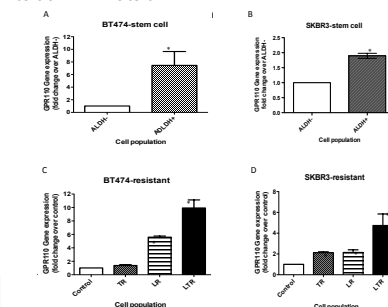 A
BT474-stem cell
GPR110 Gene expression
(fold change over ALDH-)
12
10
8
6
4
2
0
*
ALDH-
AOLDH+
Cell population
B
SKBR3-stem cell
GPR110 Gene expression
fold change over ALDH-)
2.5
2.0
1.5
1.0
0.5
0.0
*
ALDH-
ALDH+
Cell population
C
BT474-resistant
GPR110 Gene expression
(fold change over control)
12
10
8
6
4
2
0
*
Control
TR
LR
LTR
Cell population
D
SKBR3-resistant
GPR110 Gene expression
(fold change over control)
8
6
4
2
0
*
Control
TR
LR
LTR
Cell population